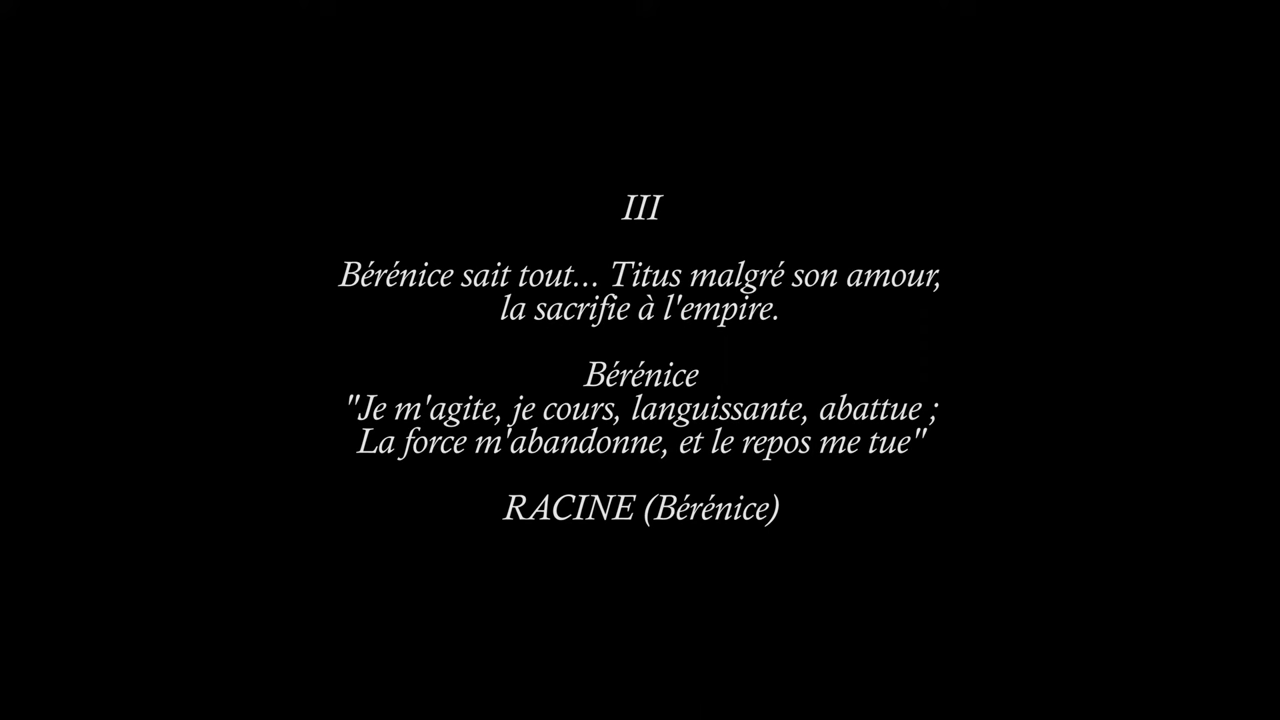 III
Bérénice sait tout... Titus malgré son amour,
la sacrifie à l'empire.
Bérénice
"Je m'agite, je cours, languissante, abattue ;
La force m'abandonne, et le repos me tue"
RACINE (Bérénice)